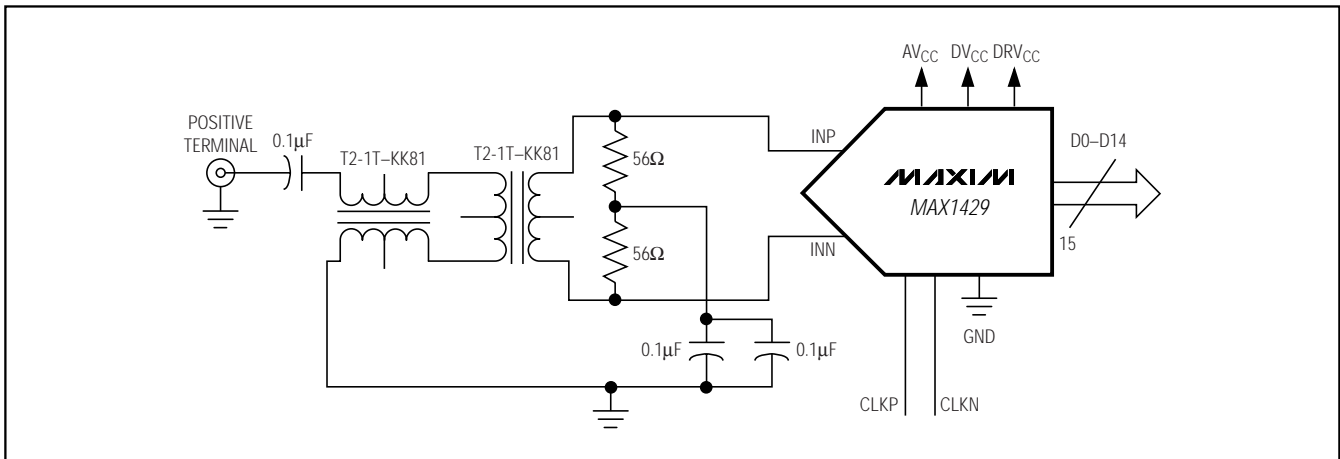 AVCC DVCC DRVCC
POSITIVE
TERMINAL
0.1µF
T2-1T–KK81
T2-1T–KK81
56Ω
56Ω
INP
INN
MAXIM
MAX1429
D0–D14
15
GND
0.1µF
0.1µF
CLKP
CLKN